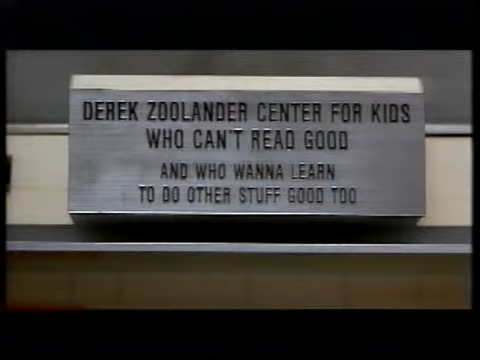 DEREK ZOOLANDER CENTER FOR KIDS
WHO CAN'T READ GOOD
AND WHO WANNA LEARN
TO DO OTHER STUFF GOOD TOO